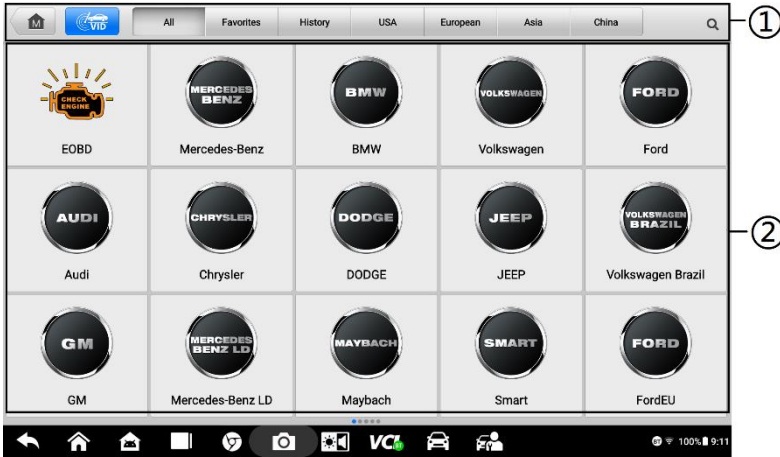 M VID All Favorites History USA European Asia China ①
CHECK
ENGINE
MERCEDES
BENZ
BMW
VOLKSWAGEN
FORD
EOBD Mercedes-Benz BMW Volkswagen Ford
AUDI
CHRYSLER
DODGE
JEEP
VOLKSWAGEN
BRAZIL
②
Audi Chrysler DODGE JEEP Volkswagen Brazil
GM
MERCEDES
BENZ LD
MAYBACH
SMART
FORD
GM Mercedes-Benz LD Maybach Smart FordEU
VCI 100% 9:11